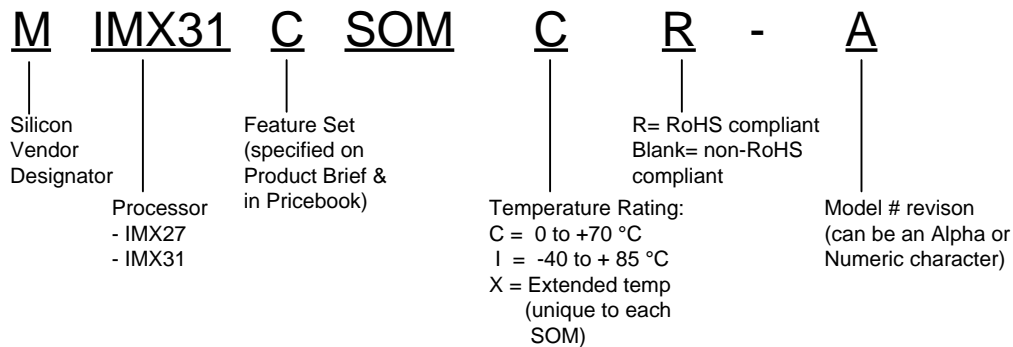 M IMX31 C SOM C R - A
Silicon
Vendor
Designator
Processor
- IMX27
- IMX31
Feature Set
(specified on
Product Brief &
in Pricebook)
Temperature Rating:
C = 0 to +70 °C
I = -40 to + 85 °C
X = Extended temp
(unique to each
SOM)
R= RoHS compliant
Blank= non-RoHS
compliant
Model # revison
(can be an Alpha or
Numeric character)